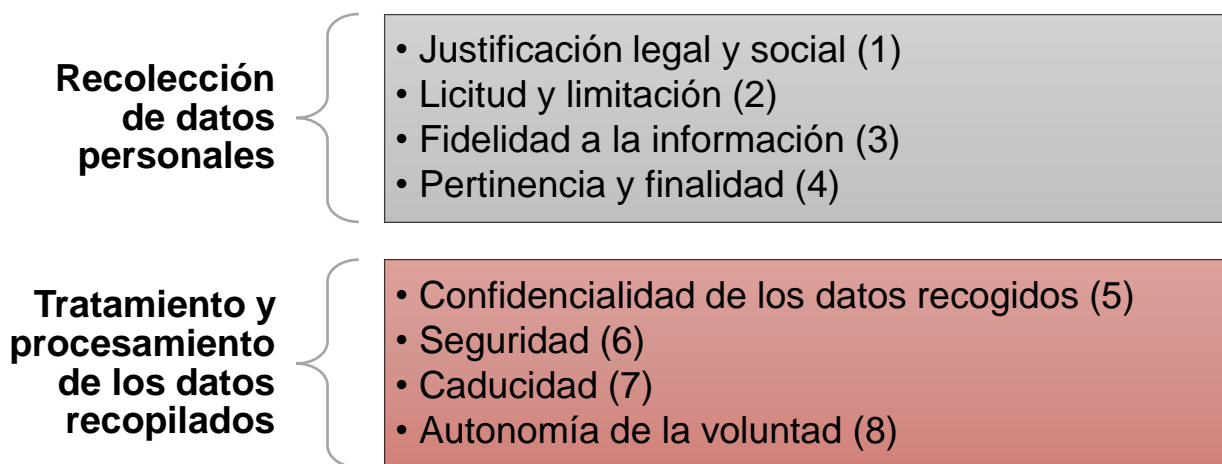 Recolección
de datos
personales
• Justificación legal y social (1)
• Licitud y limitación (2)
• Fidelidad a la información (3)
• Pertinencia y finalidad (4)
Tratamiento y
procesamiento
de los datos
recopilados
• Confidencialidad de los datos recogidos (5)
• Seguridad (6)
• Caducidad (7)
• Autonomía de la voluntad (8)